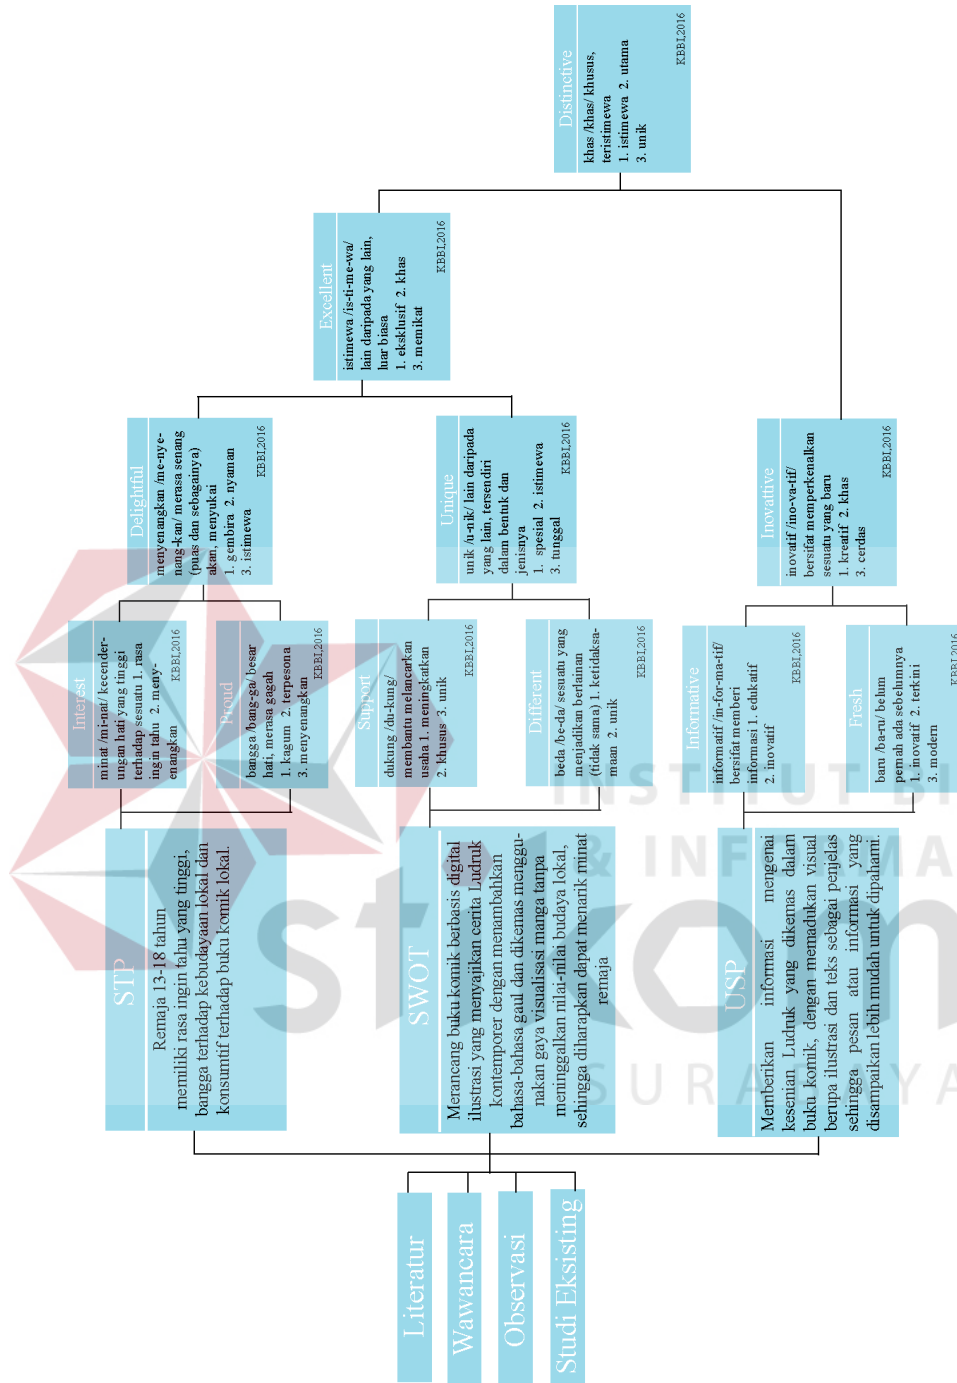 Literatur
Wawancara
Observasi
Studi Eksisting
STP
Remaja 13-18 tahun
memiliki rasa ingin tahu yang tinggi,
bangga terhadap kebudayaan lokal dan
konsumtif terhadap buku komik lokal.
SWOT
Merancang buku komik berbasis digital
ilustrasi yang menyajikan cerita Ludruk
kontemporer dengan menambahkan
bahasa-bahasa gaul dan dikemas menggu-
nakan gaya visualisasi manga tanpa
meninggalkan nilai-nilai budaya lokal,
sehingga diharapkan dapat menarik minat
remaja
USP
Memberikan informasi mengenai
kesenian Ludruk yang dikemas dalam
buku komik, dengan memadukan visual
berupa ilustrasi dan teks sebagai penjelas
sehingga pesan atau informasi yang
disampaikan lebih mudah untuk dipahami.
Interest
minat /mi-nat/ kecender-
ungan hati yang tinggi
terhadap sesuatu 1. rasa
ingin tahu 2. meny-
enangkan
KBBI,2016
Proud
bangga /bang-ga/ besar
hati, merasa gagah
1. kagum 2. terpesona
3. menyenangkan
KBBI,2016
Support
dukung /du-kung/
membantu melancarkan
usaha 1. meningkatkan
2. khusus 3. unik
KBBI,2016
Different
beda /be-da/ sesuatu yang
menjadikan berlainan
(tidak sama) 1. ketidaksa-
maan 2. unik
KBBI,2016
Informative
informatif /in-for-ma-tif/
bersifat memberi
informasi 1. edukatif
2. inovatif
KBBI,2016
Fresh
baru /ba-ru/ belum
pernah ada sebelumnya
1. inovatif 2. terkini
3. modern
KBBI,2016
Delightful
menyenangkan /me-nye-
nang-kan/ merasa senang
(puas dan sebagainya)
akan, menyukai
1. gembira 2. nyaman
3. istimewa
KBBI,2016
Unique
unik /u-nik/ lain daripada
yang lain, tersendiri
dalam bentuk dan
jenisnya
1. spesial 2. istimewa
3. tunggal
KBBI,2016
Inovattive
inovatif /ino-va-tif/
bersifat memperkenalkan
sesuatu yang baru
1. kreatif 2. khas
3. cerdas
KBBI,2016
Excellent
istimewa /is-ti-me-wa/
lain daripada yang lain,
luar biasa
1. eksklusif 2. khas
3. memikat
KBBI,2016
Distinctive
khas /khas/ khusus,
teristimewa
1. istimewa 2. utama
3. unik
KBBI,2016
INSTITUT BI
& INFORMA
stikom
SURABAYA